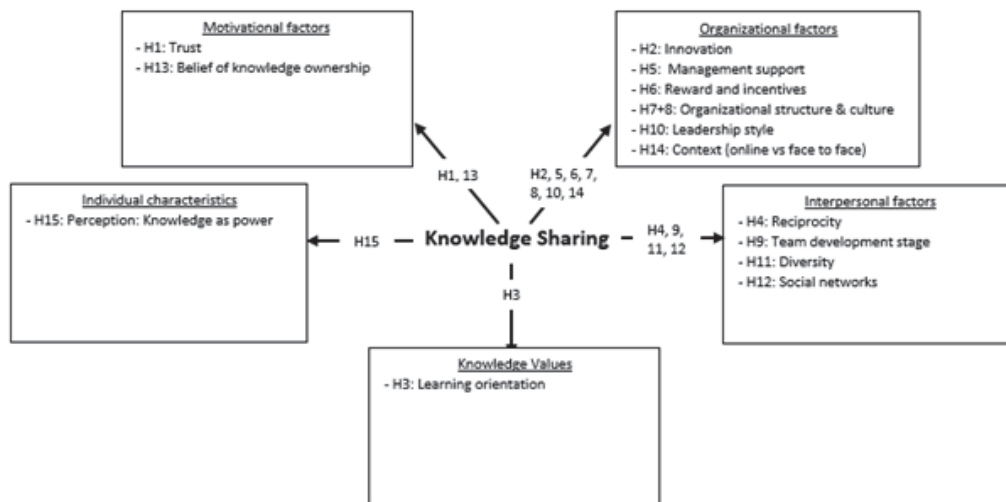 Motivational factors
- H1: Trust
- H13: Belief of knowledge ownership
Organizational factors
- H2: Innovation
- H5: Management support
- H6: Reward and incentives
- H7+8: Organizational structure & culture
- H10: Leadership style
- H14: Context (online vs face to face)
H1, 13
H2, 5, 6, 7,
8, 10, 14
Individual characteristics
- H15: Perception: Knowledge as power
H15
Knowledge Sharing
H4, 9,
11, 12
Interpersonal factors
- H4: Reciprocity
- H9: Team development stage
- H11: Diversity
- H12: Social networks
H3
Knowledge Values
- H3: Learning orientation